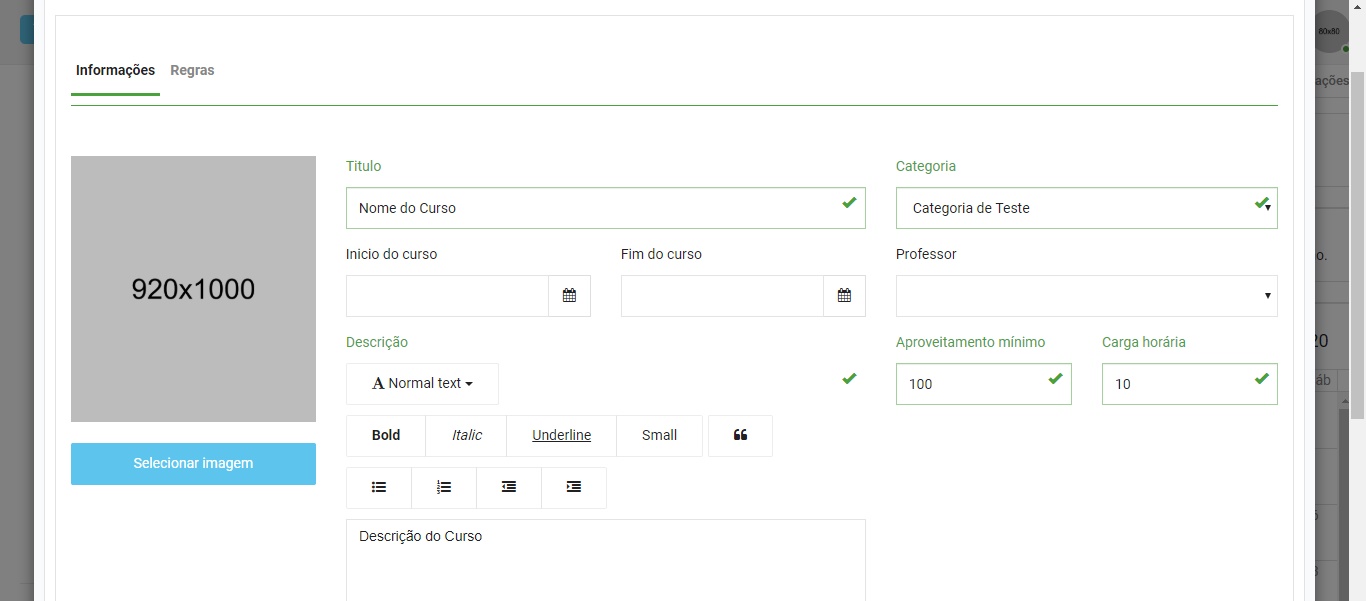 80x80
ações
Informações Regras
Titulo
Categoria
Nome do Curso
Categoria de Teste
Inicio do curso
Fim do curso
Professor
920x1000
o.
Descrição
Aproveitamento mínimo
Carga horária
20
áb
A Normal text
100
10
Bold
Italic
Underline
Small
Selecionar imagem
Descrição do Curso